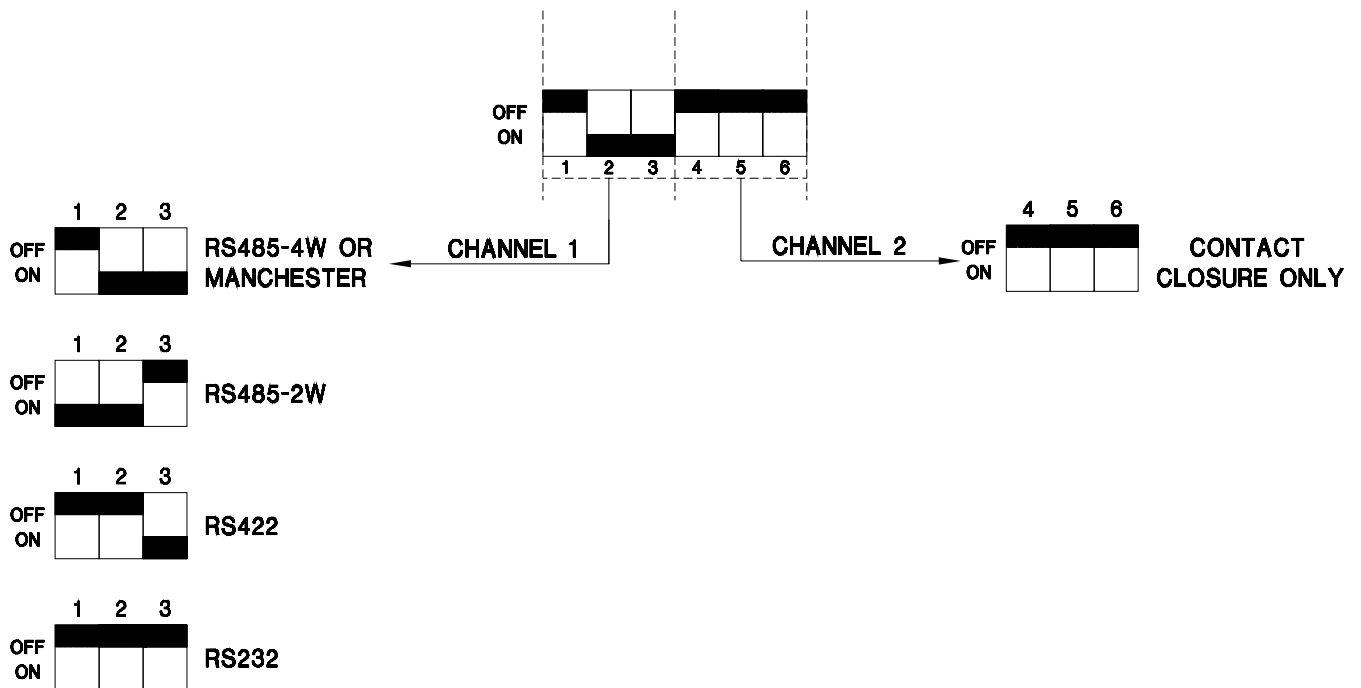 OFF
ON
1 2 3 4 5 6
CHANNEL 1
CHANNEL 2
1 2 3
OFF
ON
RS485-4W OR
MANCHESTER
4 5 6
OFF
ON
CONTACT
CLOSURE ONLY
1 2 3
OFF
ON
RS485-2W
1 2 3
OFF
ON
RS422
1 2 3
OFF
ON
RS232